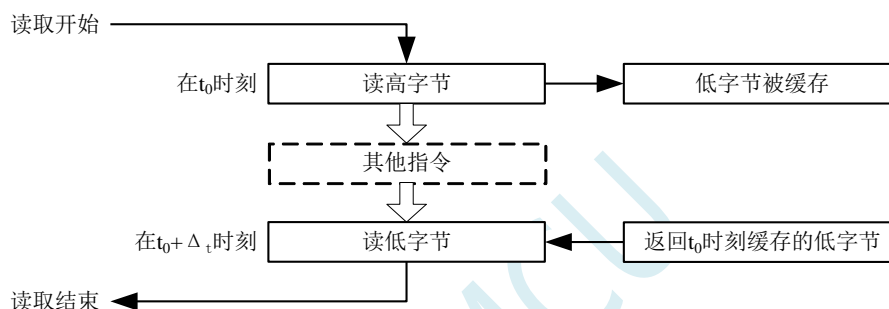 读取开始
在t₀时刻
读高字节
低字节被缓存
其他指令
在t₀+Δt时刻
读低字节
返回t₀时刻缓存的低字节
读取结束
MCU